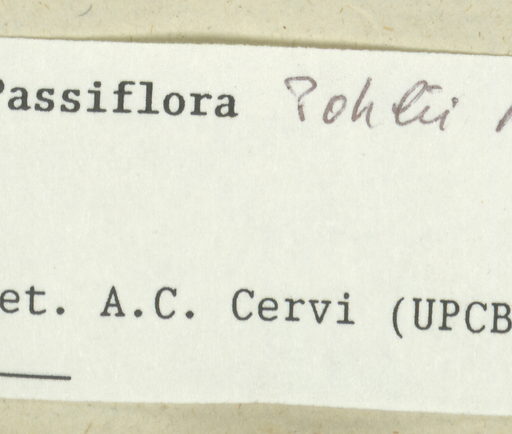 Passiflora Pohlii
et. A.C. Cervi (UPCB